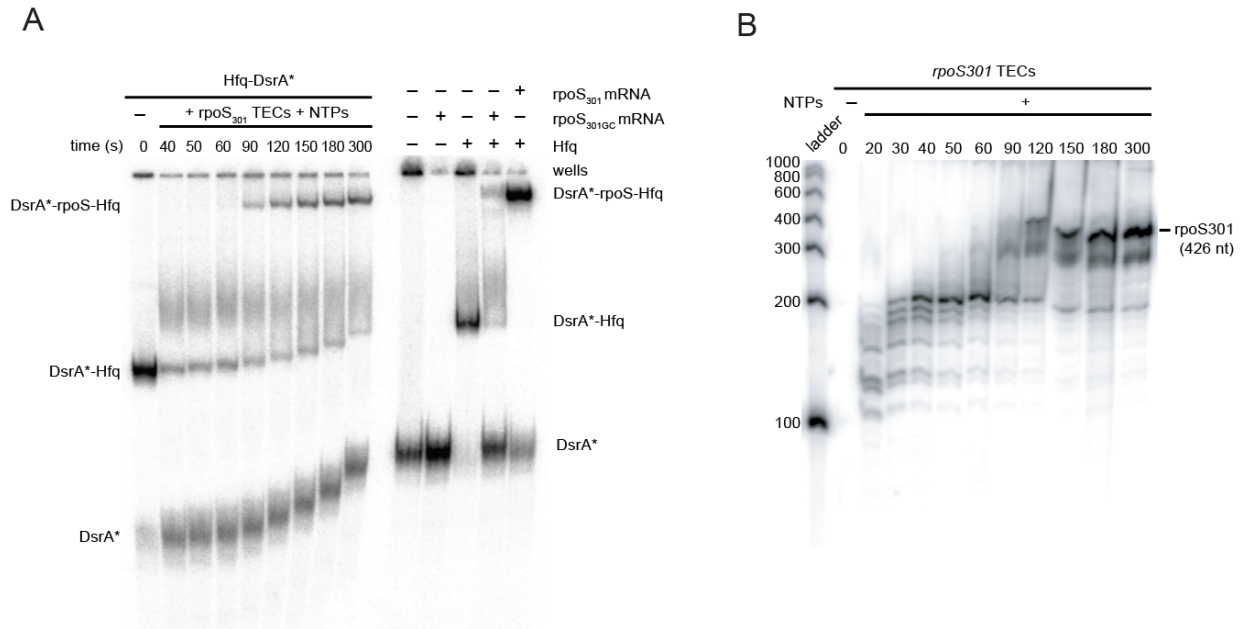 A
Hfq-DsrA*
– + rpoS301 TECs + NTPs
time (s) 0 40 50 60 90 120 150 180 300
DsrA*-rpoS-Hfq
DsrA*-Hfq
DsrA*
– – – – + rpoS301 mRNA
– + – + – rpoS301GC mRNA
– – + + + Hfq
wells
DsrA*-rpoS-Hfq
DsrA*-Hfq
DsrA*
B
rpoS301 TECs
NTPs – +
ladder 0 20 30 40 50 60 90 120 150 180 300
1000
800
600
400
300
200
100
rpoS301
(426 nt)